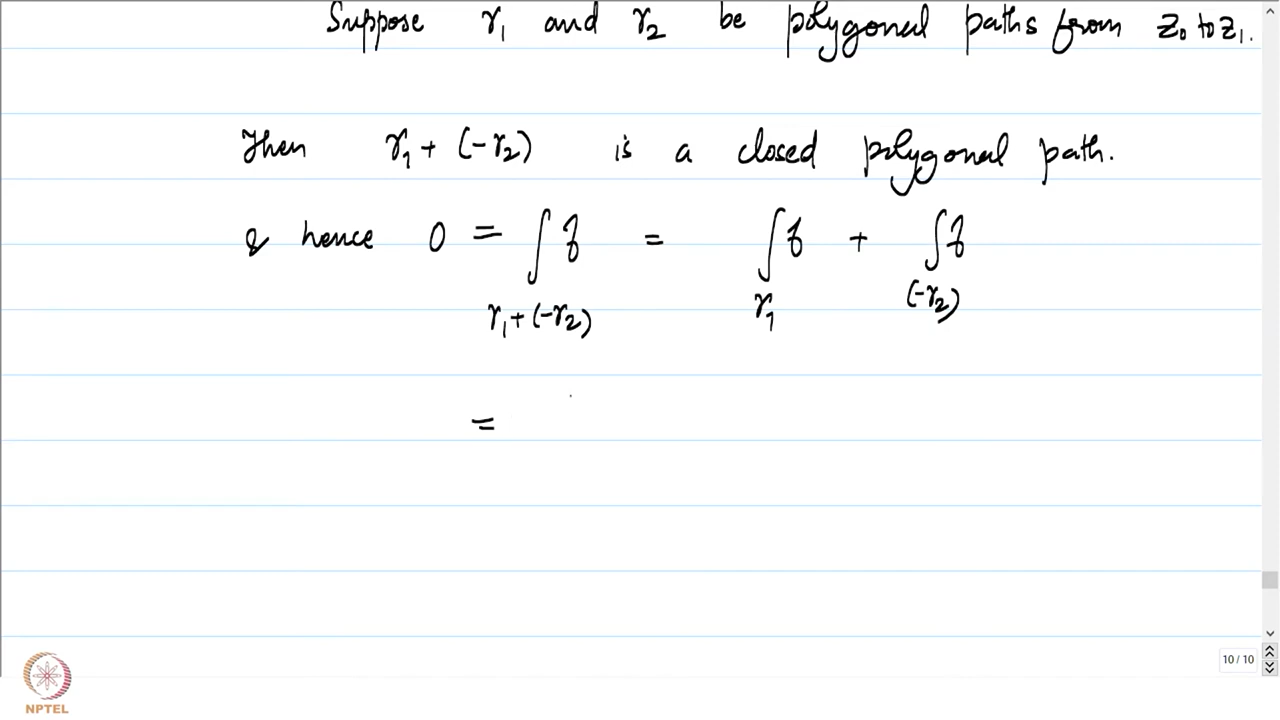 Suppose γ₁ and γ₂ be polygonal paths from z₀ to z₁.
Then γ₁ + (-γ₂) is a closed polygonal path.
& hence 0 = ∫ f = ∫ f + ∫ f
γ₁ + (-γ₂) γ₁ (-γ₂)
=
10 / 10
NPTEL